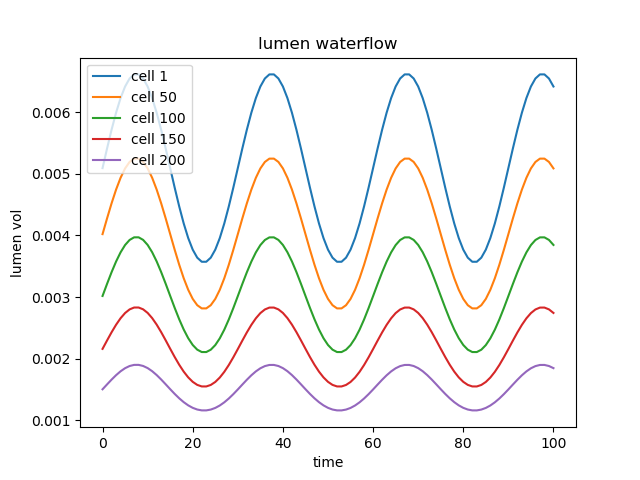 lumen waterflow
cell 1
cell 50
cell 100
cell 150
cell 200
0.006
0.005
0.004
0.003
0.002
0.001
lumen vol
0 20 40 60 80 100
time